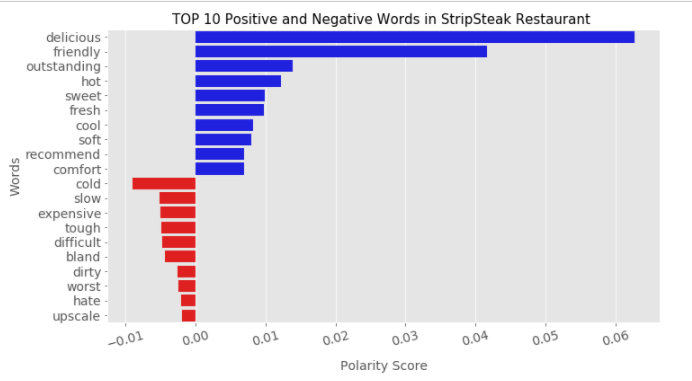 TOP 10 Positive and Negative Words in StripSteak Restaurant
delicious
friendly
outstanding
hot
sweet
fresh
cool
soft
recommend
comfort
cold
slow
expensive
tough
difficult
bland
dirty
worst
hate
upscale
Words
−0.01 0.00 0.01 0.02 0.03 0.04 0.05 0.06
Polarity Score